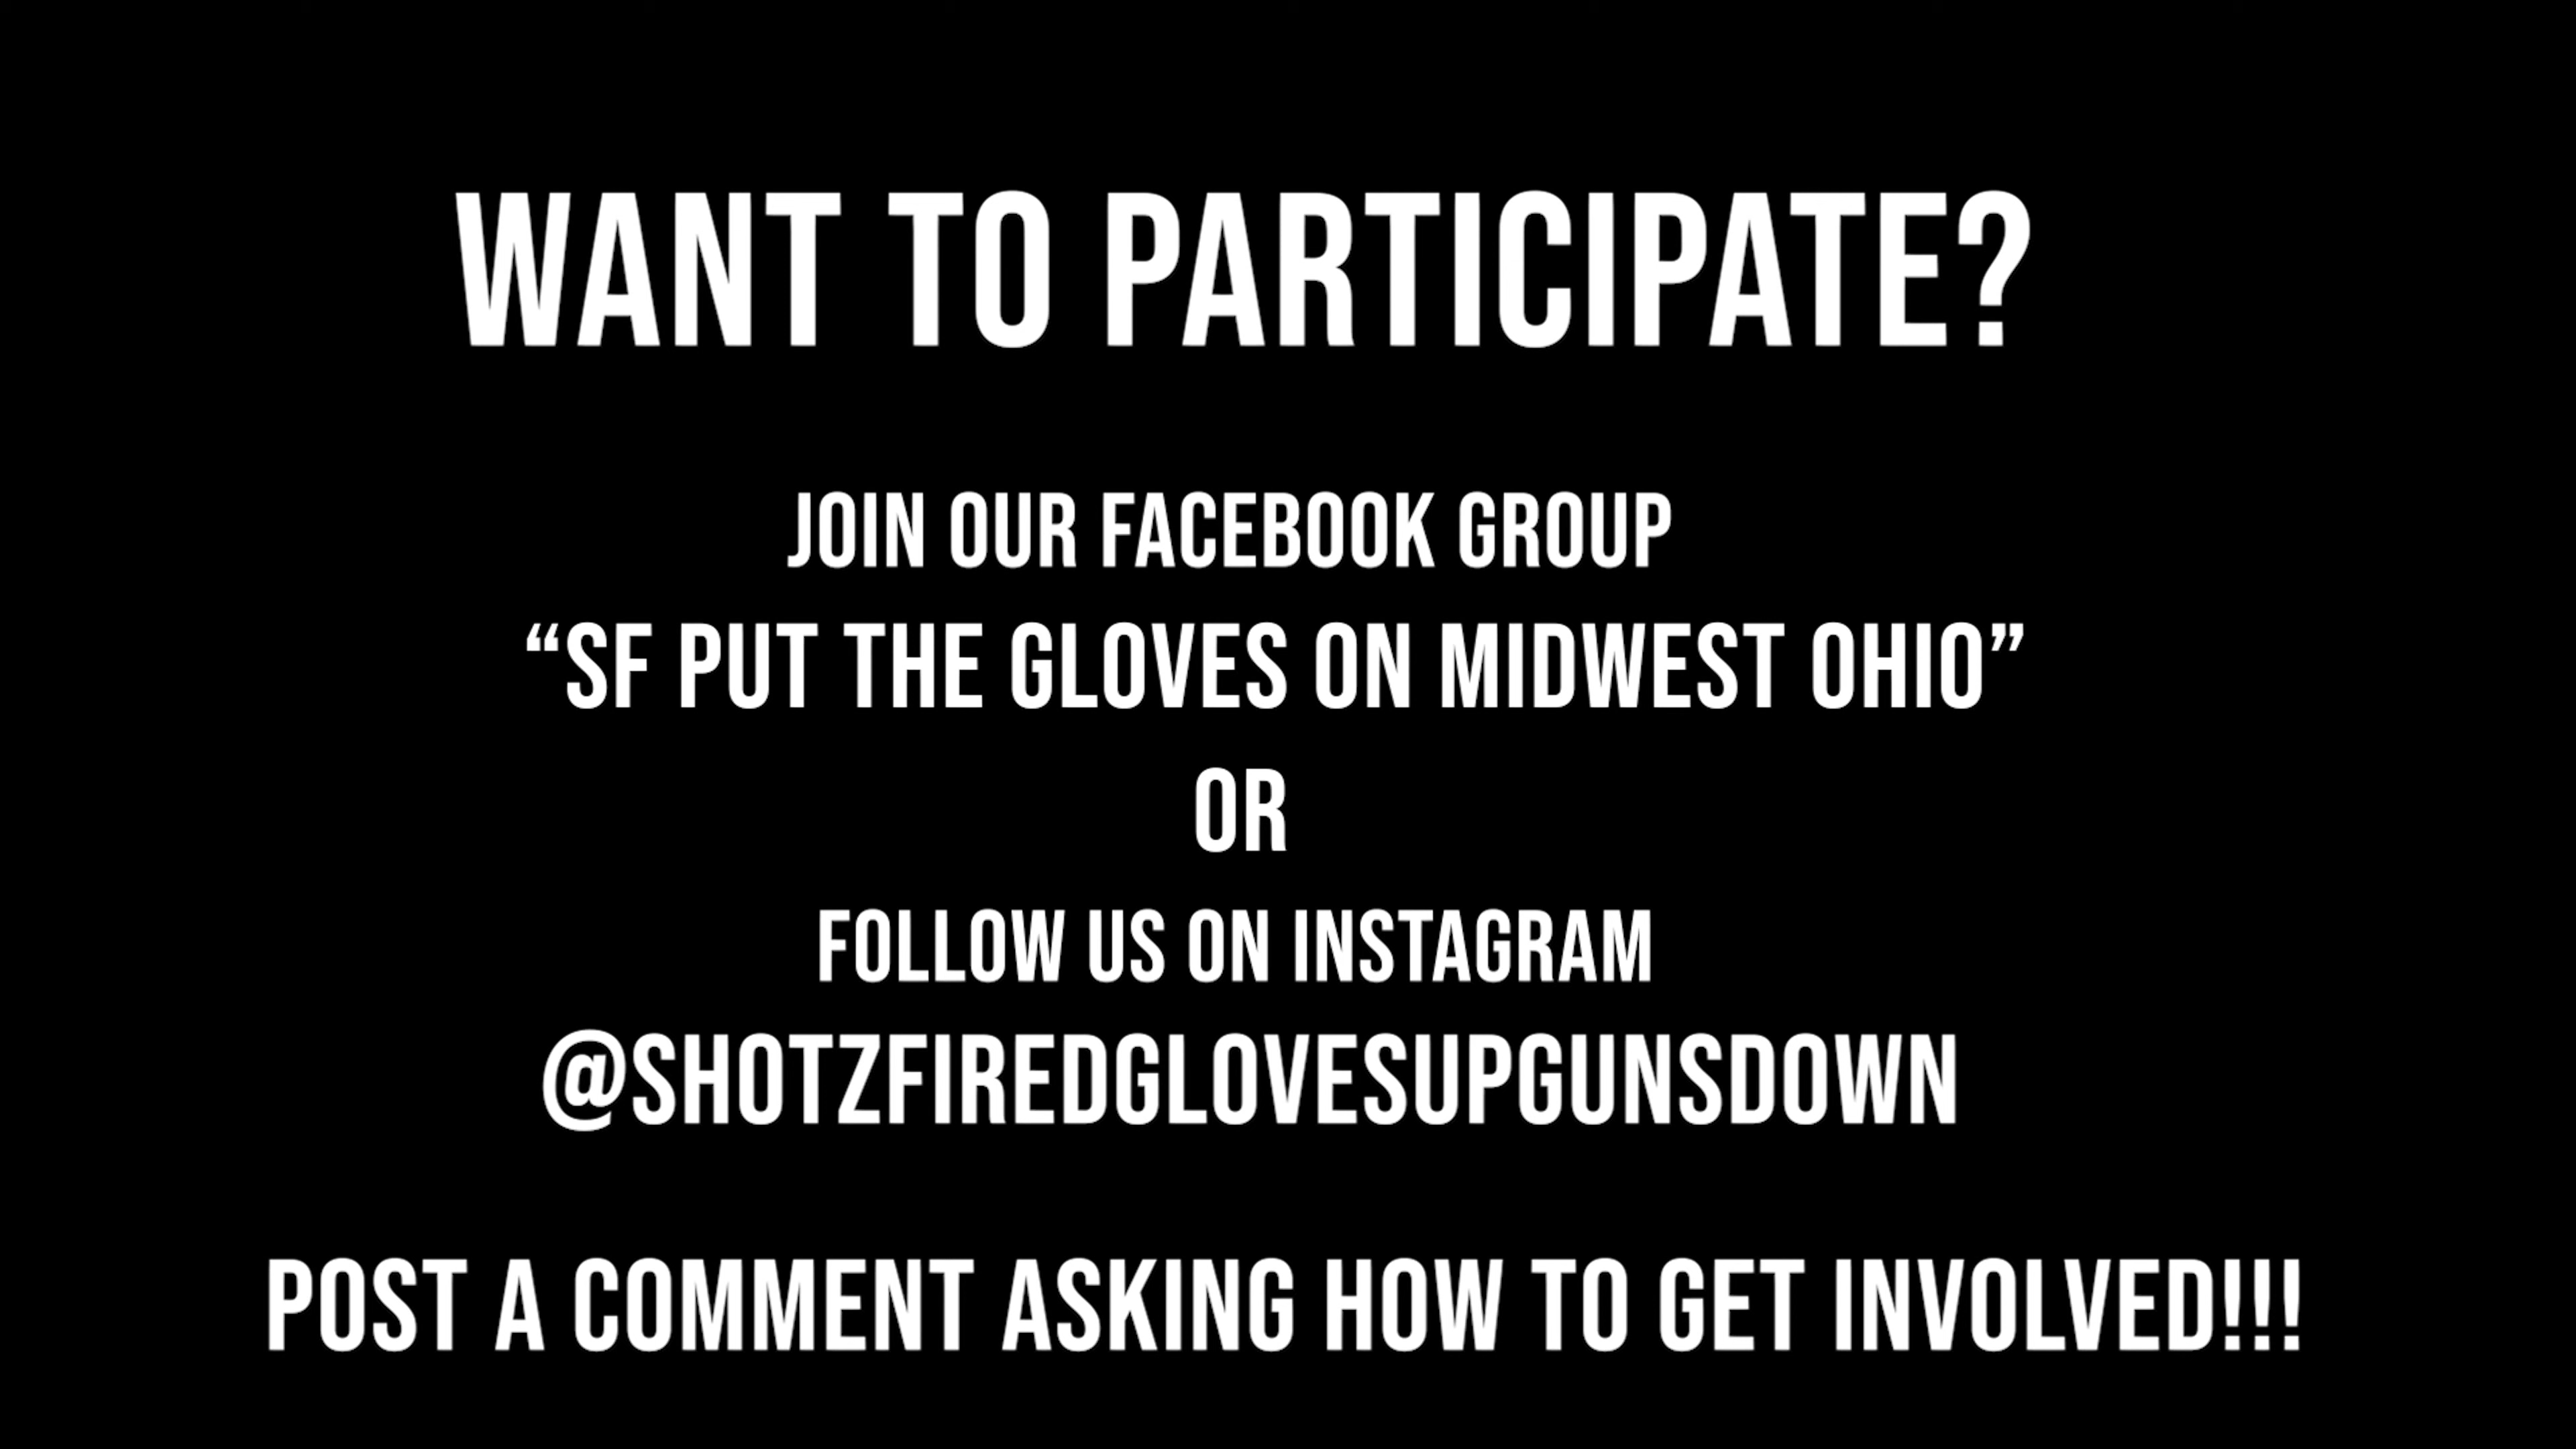 WANT TO PARTICIPATE?
JOIN OUR FACEBOOK GROUP
“SF PUT THE GLOVES ON MIDWEST OHIO”
OR
FOLLOW US ON INSTAGRAM
@SHOTZFIREDGLOVESUPGUNSDOWN
POST A COMMENT ASKING HOW TO GET INVOLVED!!!